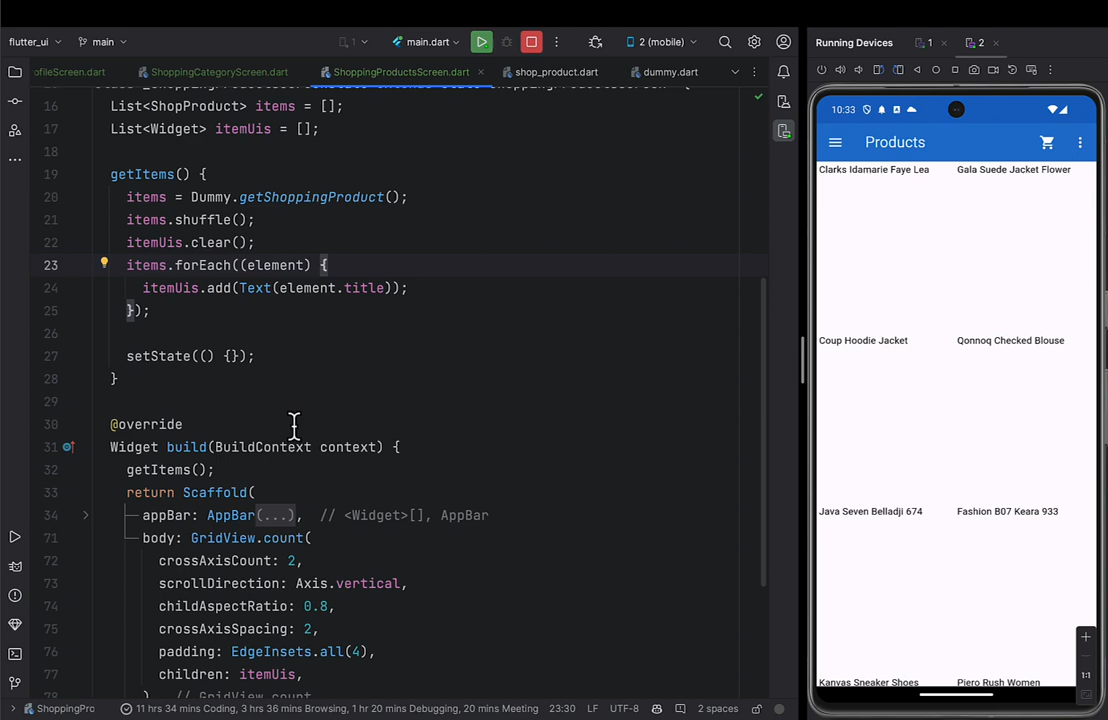 flutter_ui
main
1
main.dart
2 (mobile)
Running Devices
1
2
ofileScreen.dart
ShoppingCategoryScreen.dart
ShoppingProductsScreen.dart
shop_product.dart
dummy.dart
16 List<ShopProduct> items = [];
17 List<Widget> itemUis = [];
18
19 getItems() {
20 items = Dummy.getShoppingProduct();
21 items.shuffle();
22 itemUis.clear();
23 items.forEach((element) {
24 itemUis.add(Text(element.title));
25 });
26
27 setState(() {});
28 }
29
30 @override
31 Widget build(BuildContext context) {
32 getItems();
33 return Scaffold(
34 appBar: AppBar(...), // <Widget>[], AppBar
71 body: GridView.count(
72 crossAxisCount: 2,
73 scrollDirection: Axis.vertical,
74 childAspectRatio: 0.8,
75 crossAxisSpacing: 2,
76 padding: EdgeInsets.all(4),
77 children: itemUis,
78 ) // GridView.count
ShoppingPro
11 hrs 34 mins Coding, 3 hrs 36 mins Browsing, 1 hr 20 mins Debugging, 20 mins Meeting
23:30
LF
UTF-8
2 spaces
10:33
Products
Clarks Idamarie Faye Lea
Gala Suede Jacket Flower
Coup Hoodie Jacket
Qonnoq Checked Blouse
Java Seven Belladji 674
Fashion B07 Keara 933
Kanvas Sneaker Shoes
Piero Rush Women
1:1